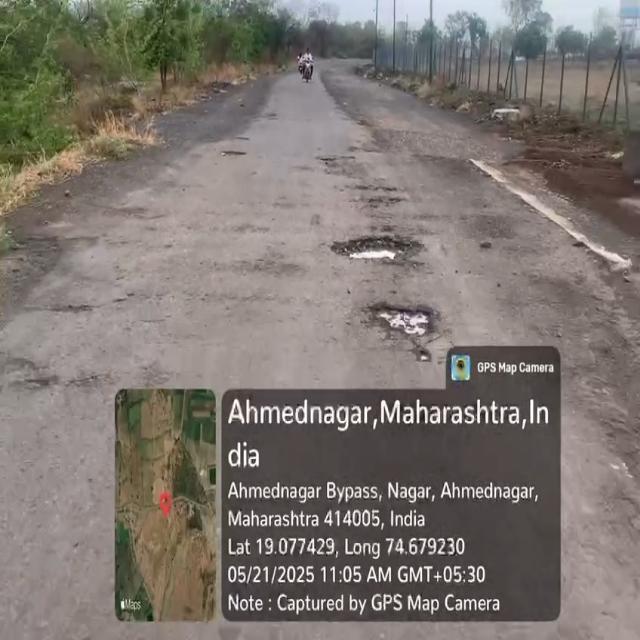 GPS Map Camera
Ahmednagar,Maharashtra,In
dia
Ahmednagar Bypass, Nagar, Ahmednagar,
Maharashtra 414005, India
Lat 19.077429, Long 74.679230
05/21/2025 11:05 AM GMT+05:30
Note : Captured by GPS Map Camera
Maps